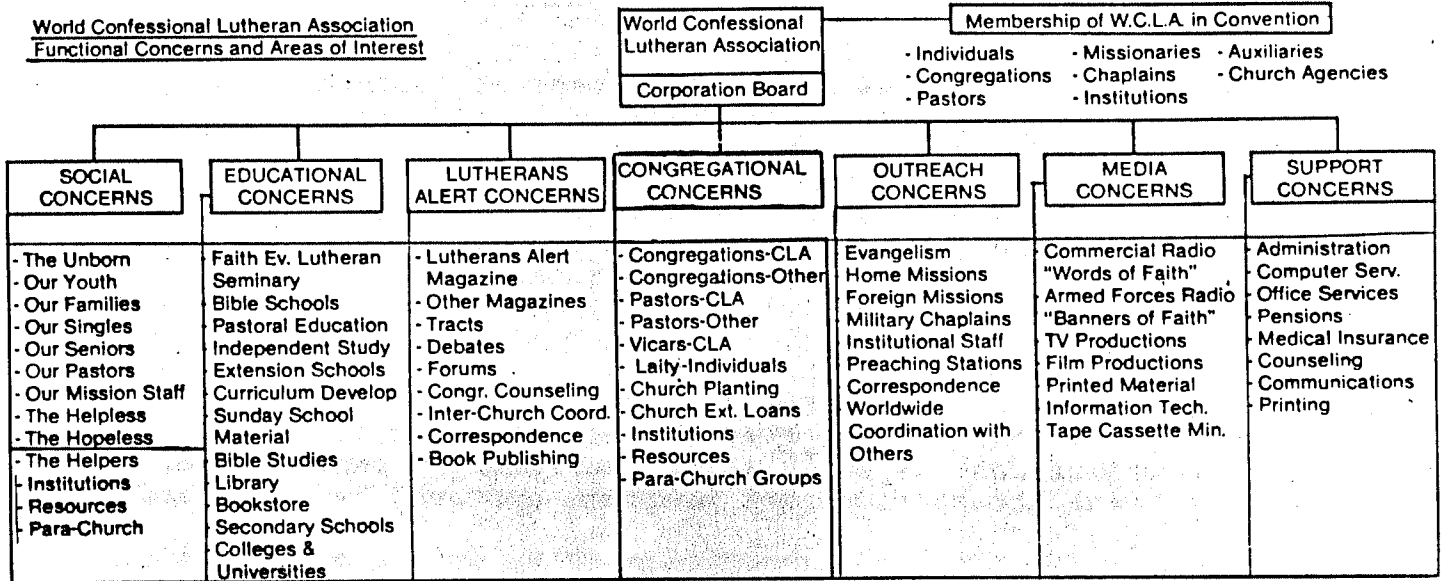 World Confessional Lutheran Association
Functional Concerns and Areas of Interest
World Confessional
Lutheran Association
Corporation Board
Membership of W.C.L.A. in Convention
- Individuals
- Congregations
- Pastors
- Missionaries
- Chaplains
- Institutions
- Auxiliaries
- Church Agencies
SOCIAL
CONCERNS
- The Unborn
- Our Youth
- Our Families
- Our Singles
- Our Seniors
- Our Pastors
- Our Mission Staff
- The Helpless
- The Hopeless
- The Helpers
- Institutions
- Resources
- Para-Church
EDUCATIONAL
CONCERNS
Faith Ev. Lutheran
Seminary
Bible Schools
Pastoral Education
Independent Study
Extension Schools
Curriculum Develop
Sunday School
Material
Bible Studies
Library
Bookstore
Secondary Schools
Colleges &
Universities
LUTHERANS
ALERT CONCERNS
- Lutherans Alert
Magazine
- Other Magazines
- Tracts
- Debates
- Forums
- Congr. Counseling
- Inter-Church Coord.
- Correspondence
- Book Publishing
CONGREGATIONAL
CONCERNS
- Congregations-CLA
- Congregations-Other
- Pastors-CLA
- Pastors-Other
- Vicars-CLA
- Laity-Individuals
- Church Planting
- Church Ext. Loans
- Institutions
- Resources
- Para-Church Groups
OUTREACH
CONCERNS
Evangelism
Home Missions
Foreign Missions
Military Chaplains
Institutional Staff
Preaching Stations
Correspondence
Worldwide
Coordination with
Others
MEDIA
CONCERNS
Commercial Radio
"Words of Faith"
Armed Forces Radio
"Banners of Faith"
TV Productions
Film Productions
Printed Material
Information Tech.
Tape Cassette Min.
SUPPORT
CONCERNS
- Administration
- Computer Serv.
- Office Services
- Pensions
- Medical Insurance
- Counseling
- Communications
- Printing